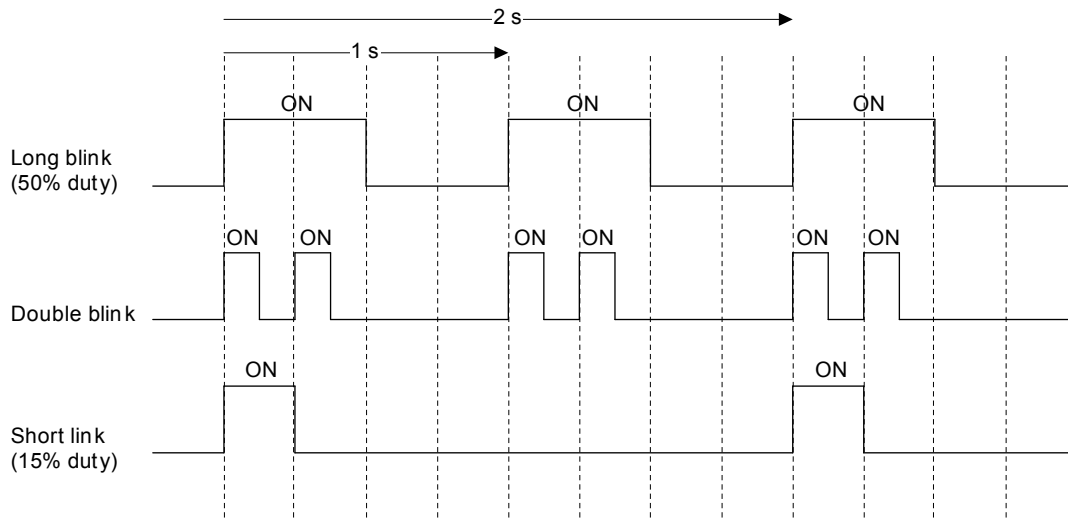 2 s
1 s
ON ON ON
Long blink
(50% duty)
ON ON ON ON ON ON
Double blink
ON ON
Short link
(15% duty)